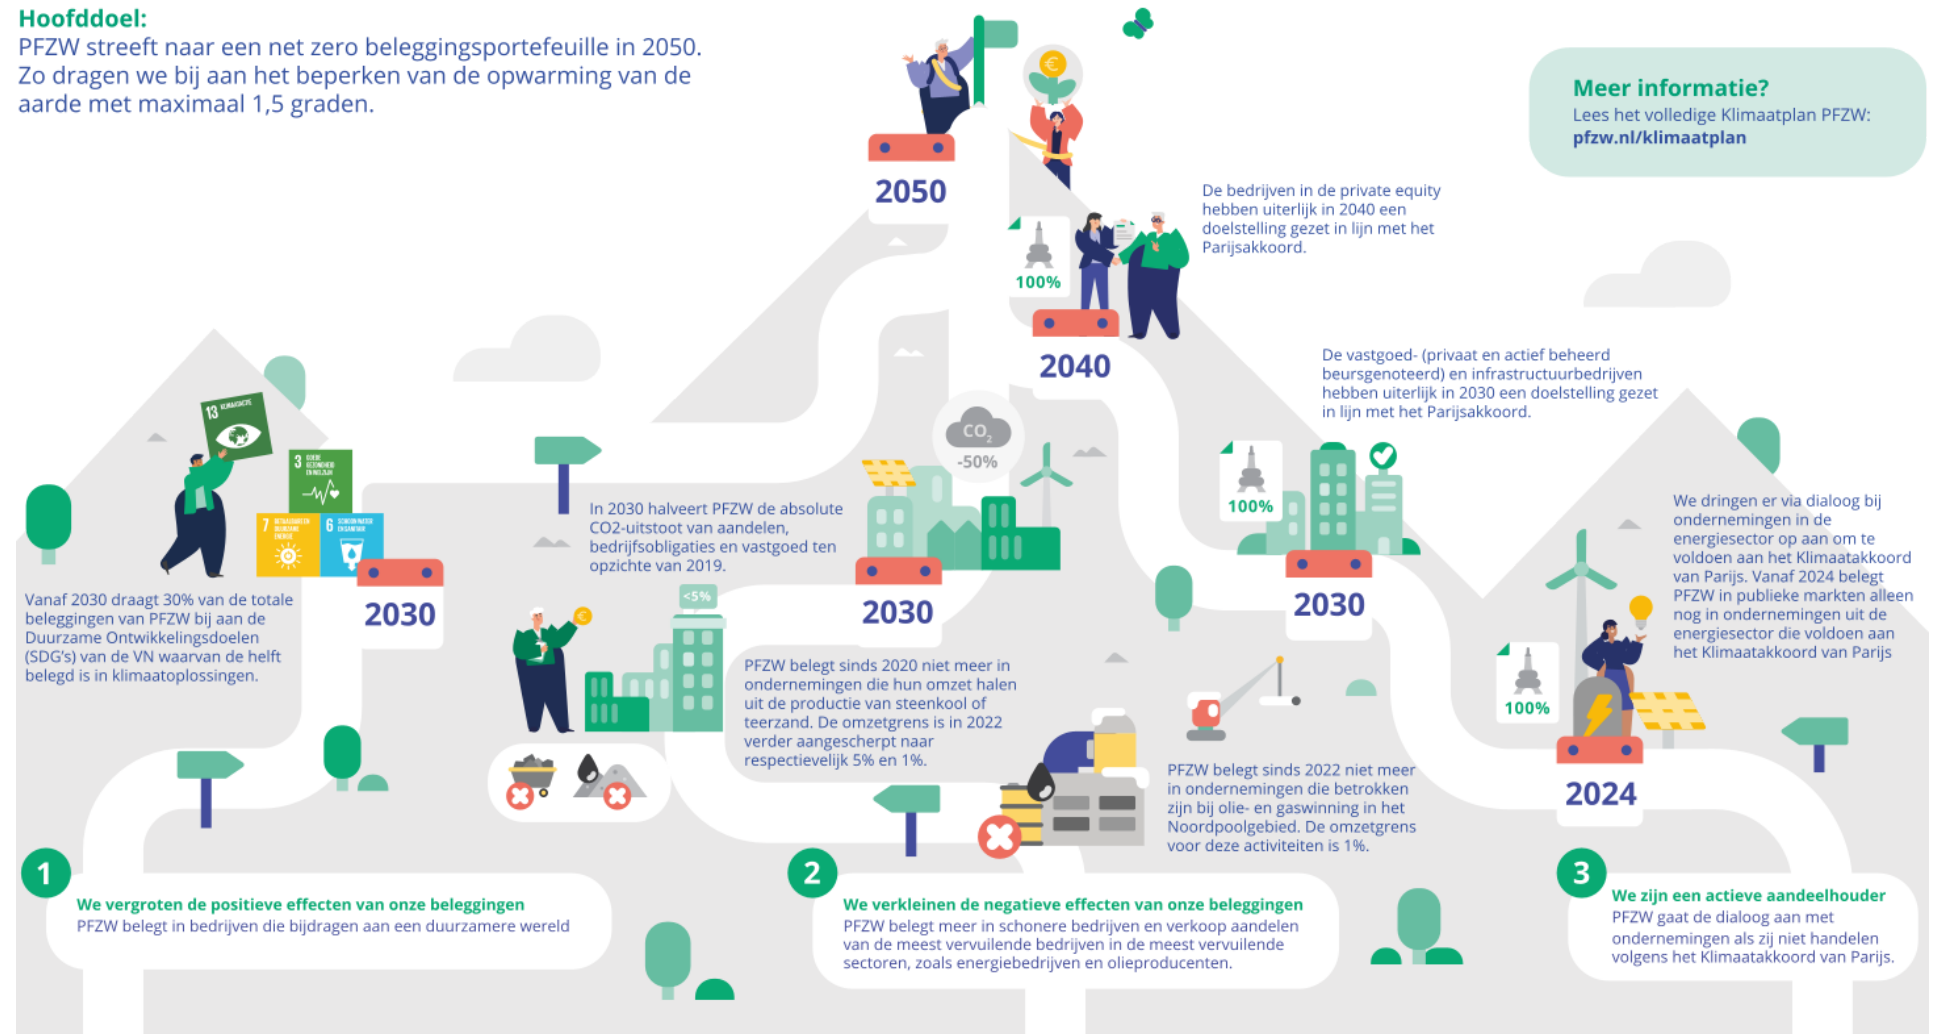 Hoofddoel:
PFZW streeft naar een net zero beleggingsportefeuille in 2050.
Zo dragen we bij aan het beperken van de opwarming van de
aarde met maximaal 1,5 graden.
Meer informatie?
Lees het volledige Klimaatplan PFZW:
pfzw.nl/klimaatplan
2050
De bedrijven in de private equity
hebben uiterlijk in 2040 een
doelstelling gezet in lijn met het
Parijsakkoord.
100%
2040
De vastgoed- (privaat en actief beheerd
beursgenoteerd) en infrastructuurbedrijven
hebben uiterlijk in 2030 een doelstelling gezet
in lijn met het Parijsakkoord.
100%
2030
13 KLIMAATACTIE
3 GOEDE
GEZONDHEID
EN WELZIJN
7 BETAALBARE EN
DUURZAME
ENERGIE
6 SCHOON WATER
EN SANITAIR
Vanaf 2030 draagt 30% van de totale
beleggingen van PFZW bij aan de
Duurzame Ontwikkelingsdoelen
(SDG's) van de VN waarvan de helft
belegd is in klimaatoplossingen.
2030
In 2030 halveert PFZW de absolute
CO2-uitstoot van aandelen,
bedrijfsobligaties en vastgoed ten
opzichte van 2019.
CO2
-50%
2030
<5%
PFZW belegt sinds 2020 niet meer in
ondernemingen die hun omzet halen
uit de productie van steenkool of
teerzand. De omzetgrens is in 2022
verder aangescherpt naar
respectievelijk 5% en 1%.
PFZW belegt sinds 2022 niet meer
in ondernemingen die betrokken
zijn bij olie- en gaswinning in het
Noordpoolgebied. De omzetgrens
voor deze activiteiten is 1%.
We dringen er via dialoog bij
ondernemingen in de
energiesector op aan om te
voldoen aan het Klimaatakkoord
van Parijs. Vanaf 2024 belegt
PFZW in publieke markten alleen
nog in ondernemingen uit de
energiesector die voldoen aan
het Klimaatakkoord van Parijs
100%
2024
1
We vergroten de positieve effecten van onze beleggingen
PFZW belegt in bedrijven die bijdragen aan een duurzamere wereld
2
We verkleinen de negatieve effecten van onze beleggingen
PFZW belegt meer in schonere bedrijven en verkoop aandelen
van de meest vervuilende bedrijven in de meest vervuilende
sectoren, zoals energiebedrijven en olieproducenten.
3
We zijn een actieve aandeelhouder
PFZW gaat de dialoog aan met
ondernemingen als zij niet handelen
volgens het Klimaatakkoord van Parijs.